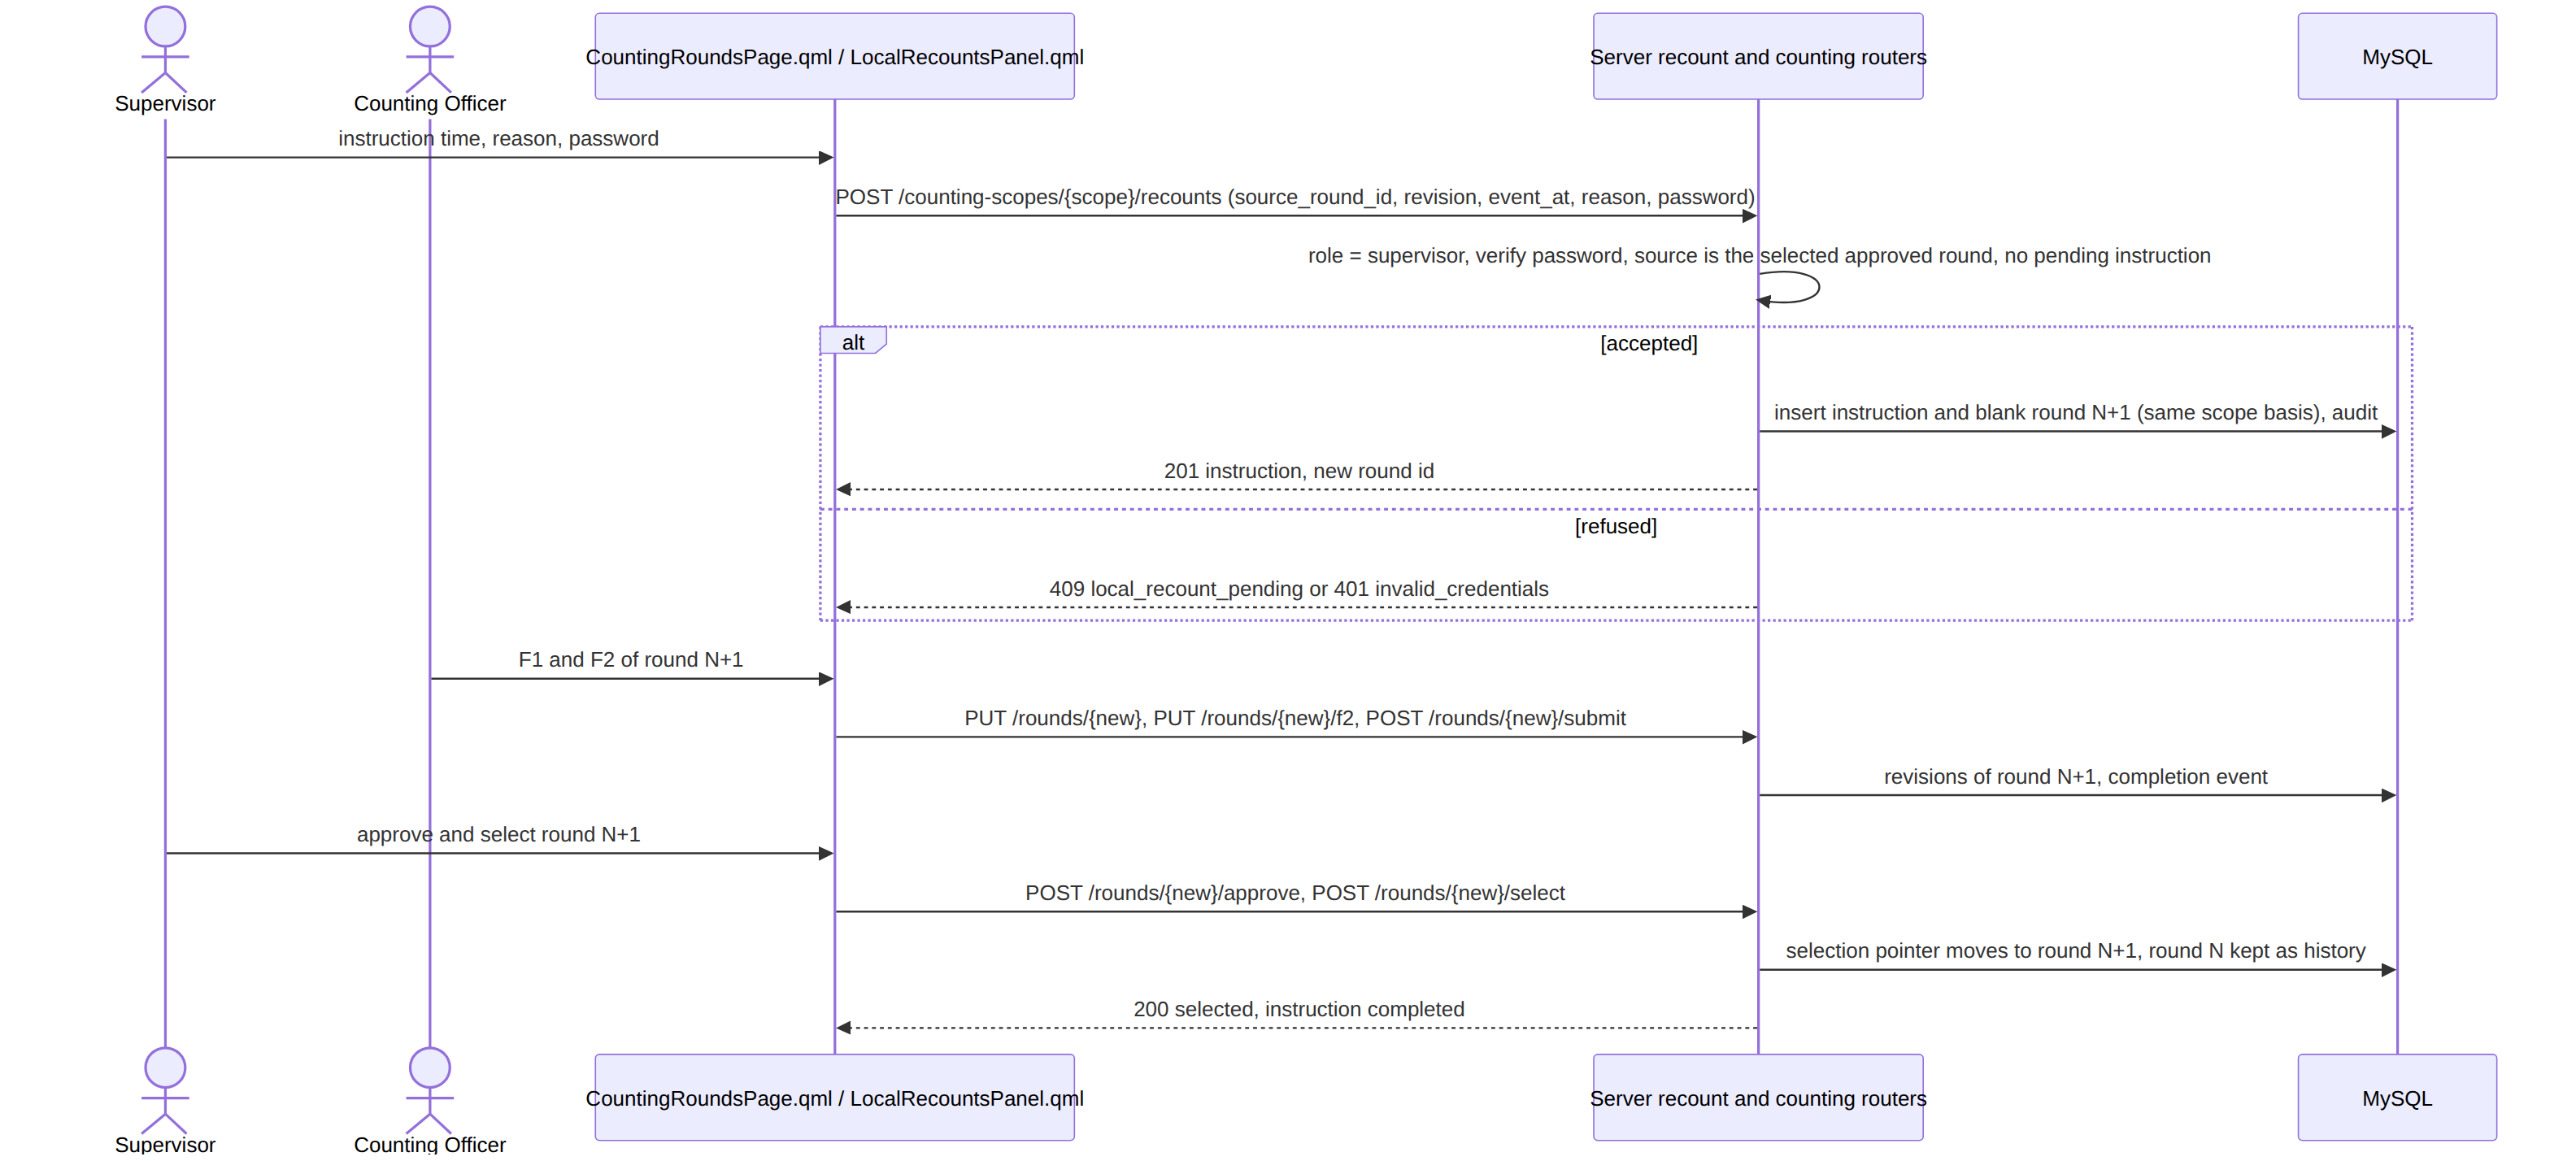 Supervisor
Counting Officer
CountingRoundsPage.qml / LocalRecountsPanel.qml
Server recount and counting routers
MySQL
instruction time, reason, password
POST /counting-scopes/{scope}/recounts (source_round_id, revision, event_at, reason, password)
role = supervisor, verify password, source is the selected approved round, no pending instruction
alt
[accepted]
insert instruction and blank round N+1 (same scope basis), audit
201 instruction, new round id
[refused]
409 local_recount_pending or 401 invalid_credentials
F1 and F2 of round N+1
PUT /rounds/{new}, PUT /rounds/{new}/f2, POST /rounds/{new}/submit
revisions of round N+1, completion event
approve and select round N+1
POST /rounds/{new}/approve, POST /rounds/{new}/select
selection pointer moves to round N+1, round N kept as history
200 selected, instruction completed
CountingRoundsPage.qml / LocalRecountsPanel.qml
Server recount and counting routers
MySQL
Supervisor
Counting Officer